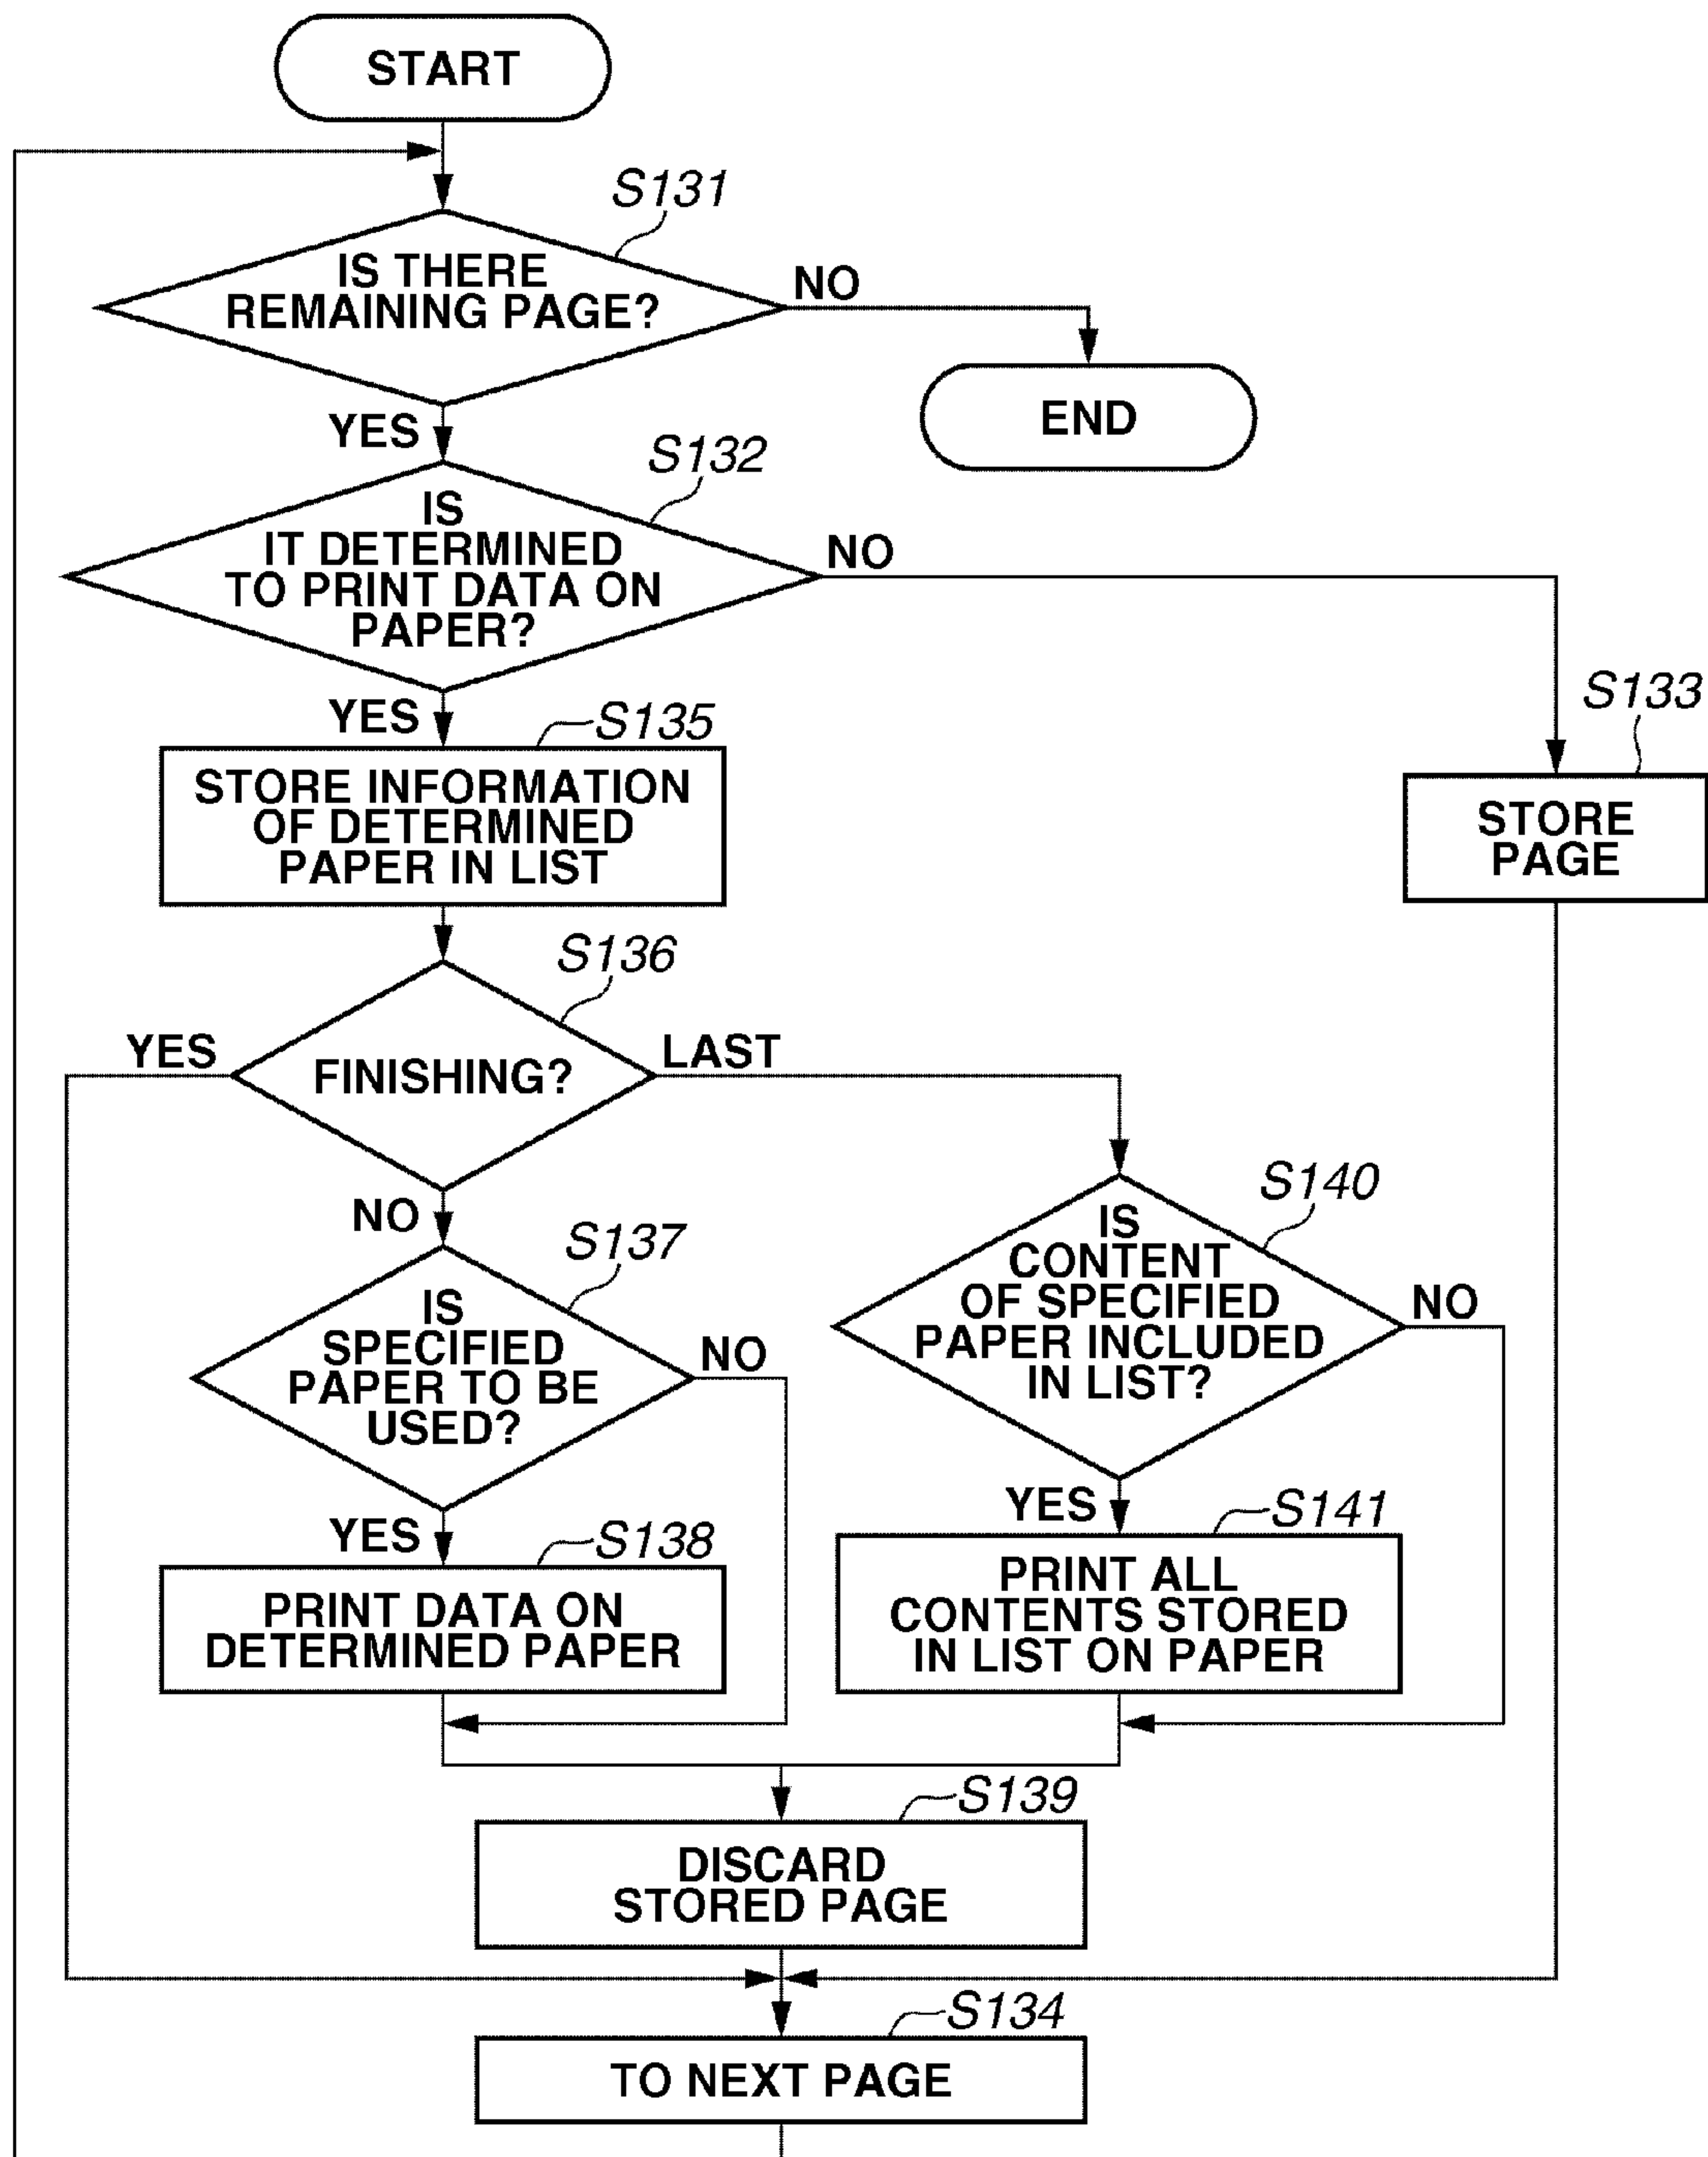 START
S131
IS THERE
REMAINING PAGE?
NO
END
YES
S132
IS
IT DETERMINED
TO PRINT DATA ON
PAPER?
NO
S133
STORE
PAGE
YES
S135
STORE INFORMATION
OF DETERMINED
PAPER IN LIST
S136
YES
FINISHING?
LAST
NO
S137
IS
SPECIFIED
PAPER TO BE
USED?
NO
YES
S138
PRINT DATA ON
DETERMINED PAPER
S140
IS
CONTENT
OF SPECIFIED
PAPER INCLUDED
IN LIST?
NO
YES
S141
PRINT ALL
CONTENTS STORED
IN LIST ON PAPER
S139
DISCARD
STORED PAGE
S134
TO NEXT PAGE